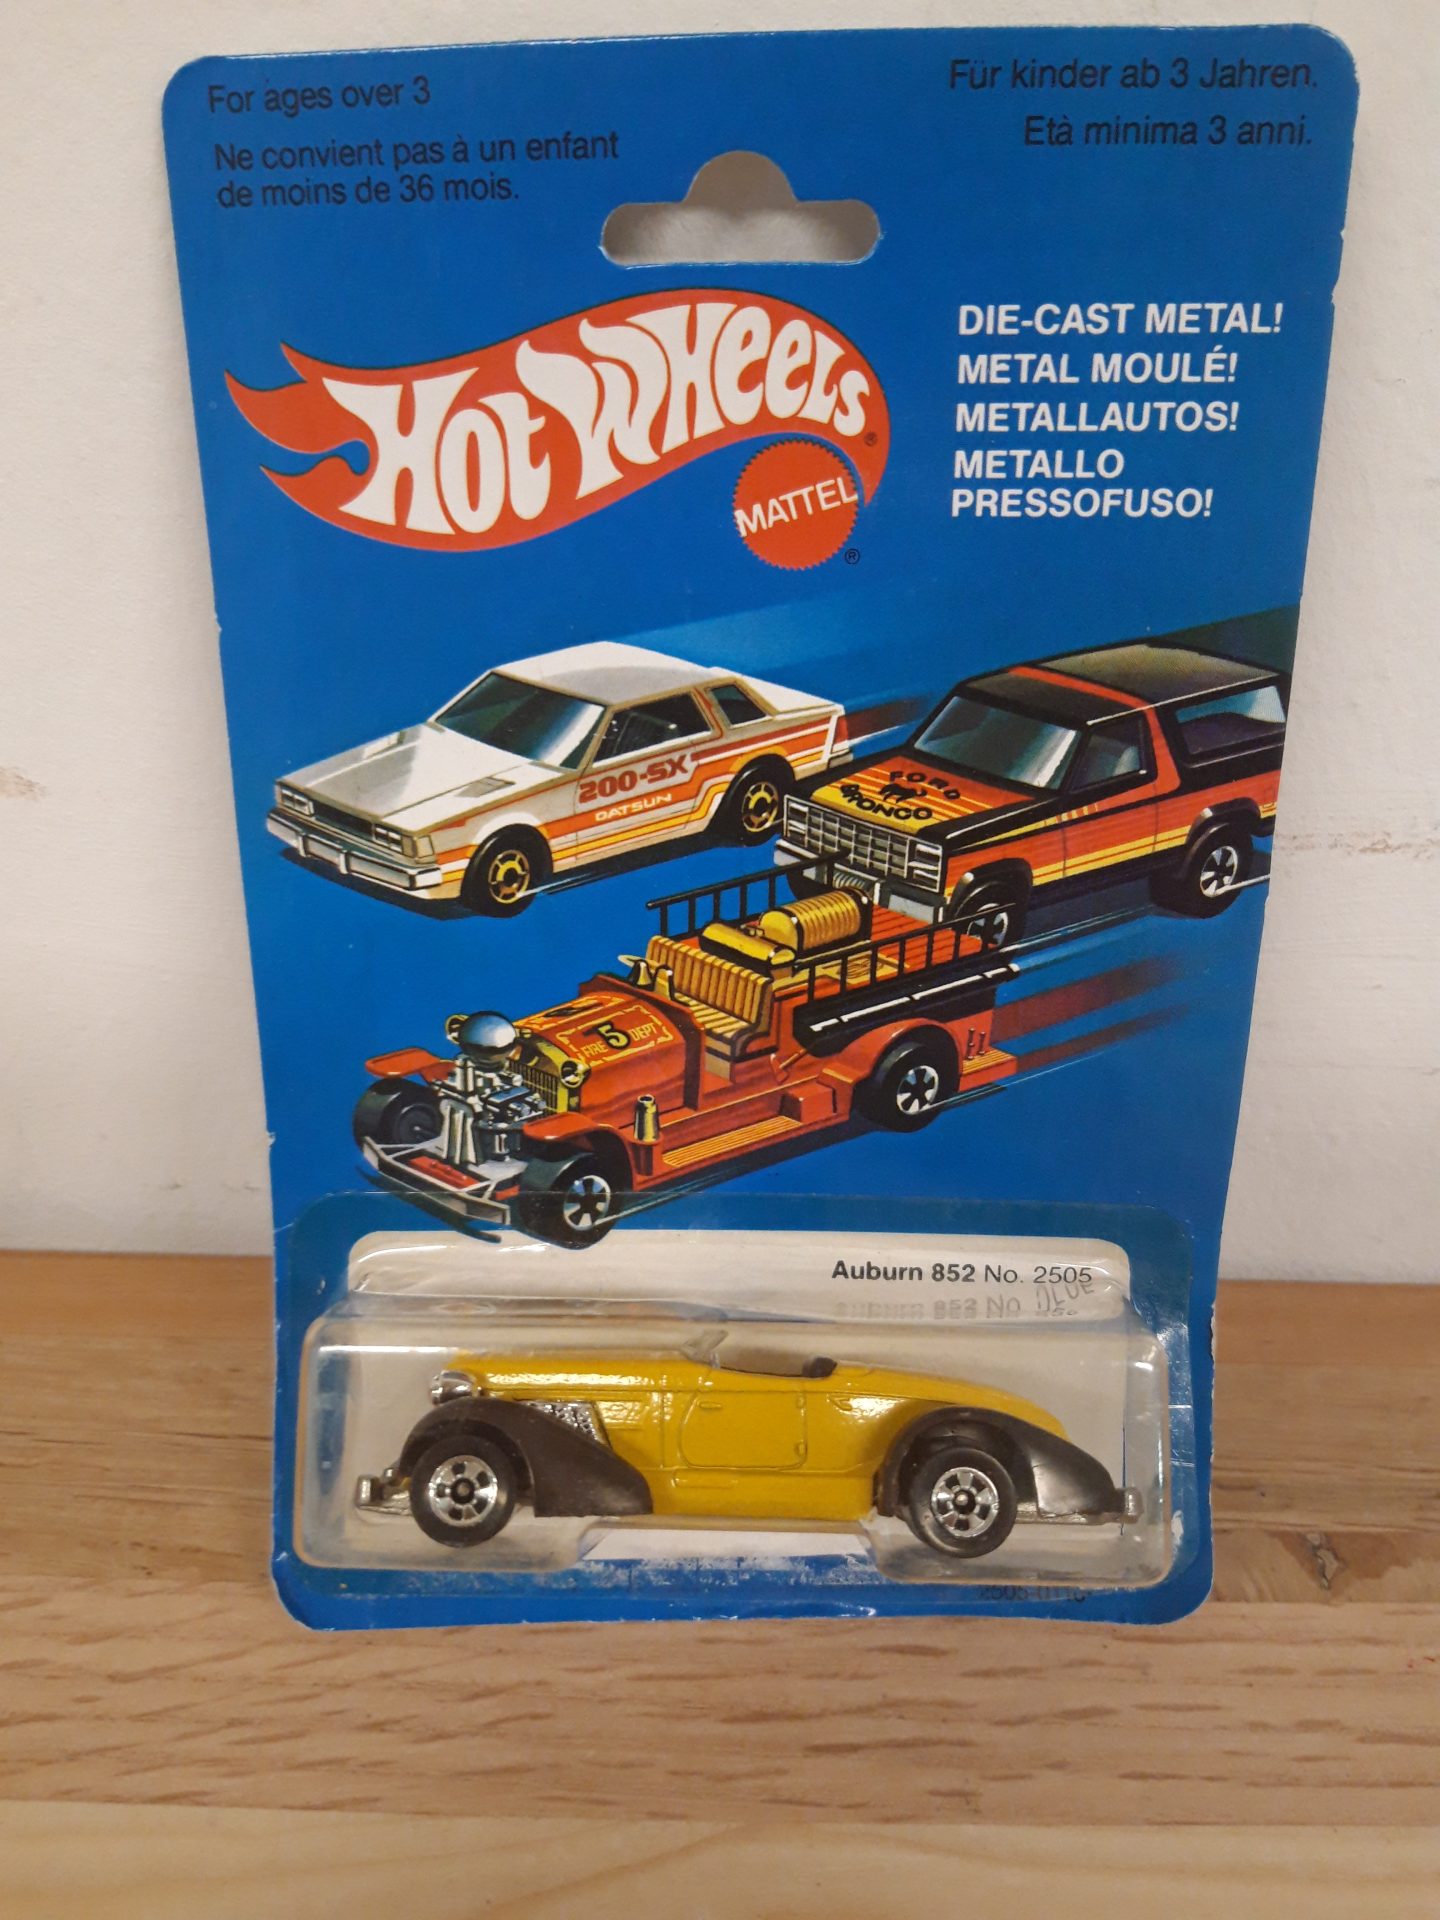 For ages over 3
Ne convient pas à un enfant
de moins de 36 mois.
Für kinder ab 3 Jahren.
Età minima 3 anni.
Hot Wheels®
MATTEL
®
DIE-CAST METAL!
METAL MOULÉ!
METALLAUTOS!
METALLO
PRESSOFUSO!
200-SX
DATSUN
FORD
BRONCO
FIRE 5 DEPT
Auburn 852 No. 2505